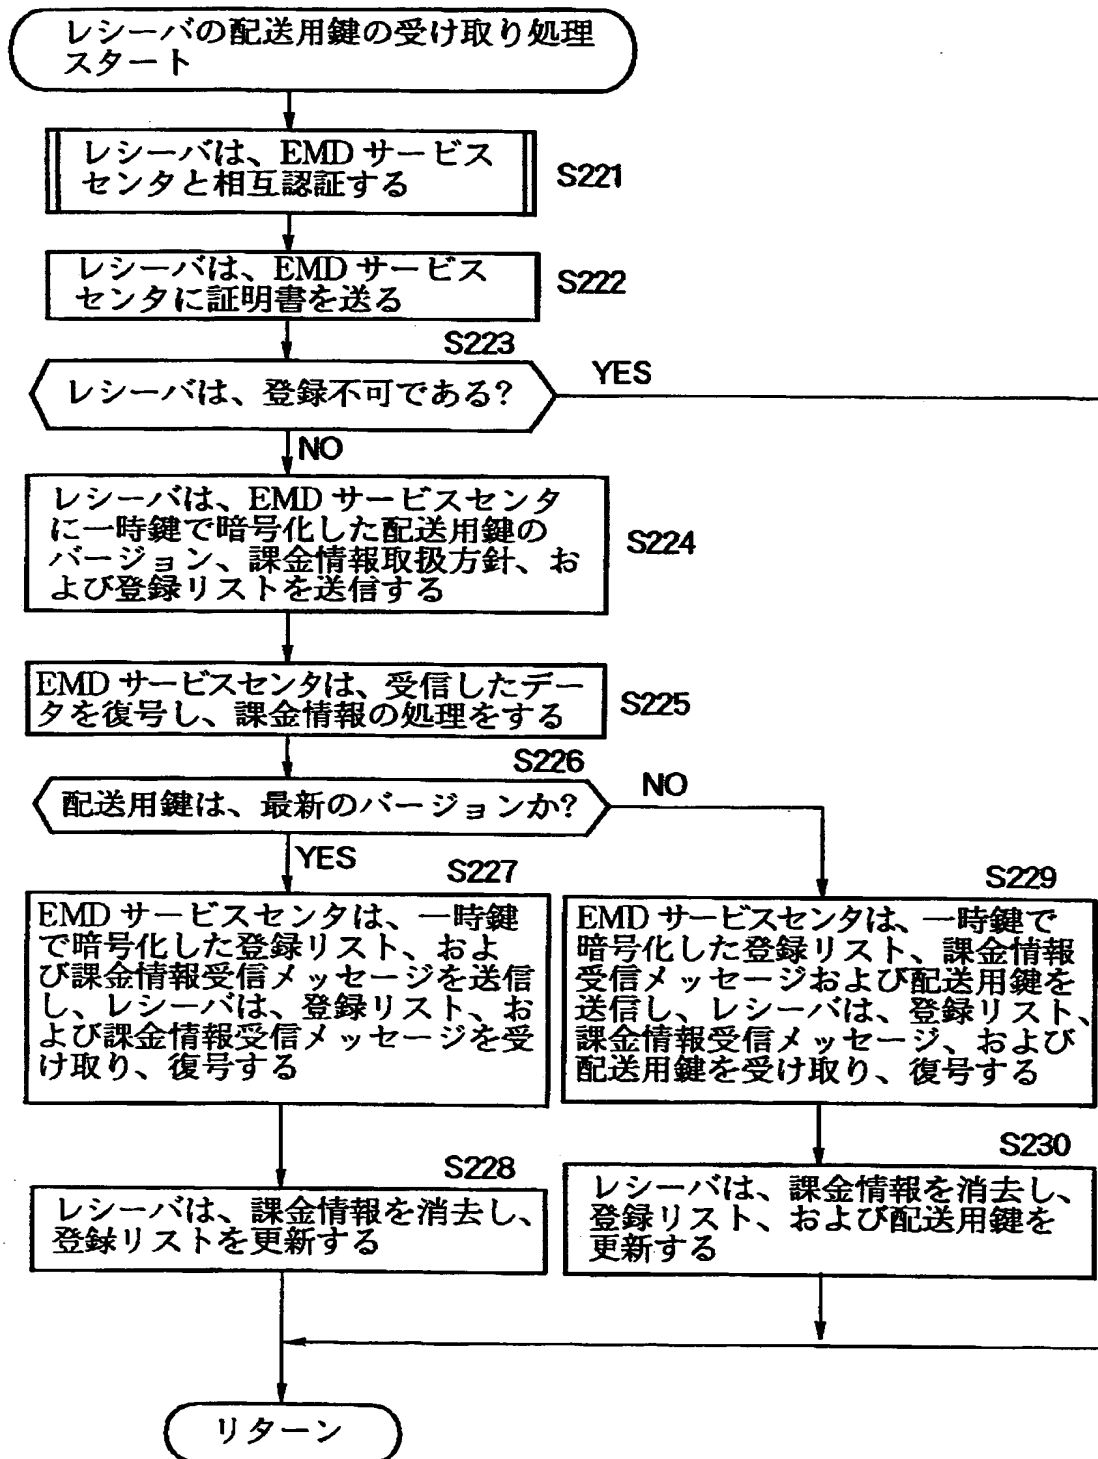 レシーバの配送用鍵の受け取り処理
スタート
レシーバは、EMD サービス
センタと相互認証する
S221
レシーバは、EMD サービス
センタに証明書を送る
S222
S223
レシーバは、登録不可である?
YES
NO
レシーバは、EMD サービスセンタ
に一時鍵で暗号化した配送用鍵の
バージョン、課金情報取扱方針、お
よび登録リストを送信する
S224
EMD サービスセンタは、受信したデー
タを復号し、課金情報の処理をする
S225
S226
配送用鍵は、最新のバージョンか?
NO
YES
S227
EMD サービスセンタは、一時鍵
で暗号化した登録リスト、およ
び課金情報受信メッセージを送信
し、レシーバは、登録リスト、お
よび課金情報受信メッセージを受
け取り、復号する
S229
EMD サービスセンタは、一時鍵で
暗号化した登録リスト、課金情報
受信メッセージおよび配送用鍵を
送信し、レシーバは、登録リスト、
課金情報受信メッセージ、および
配送用鍵を受け取り、復号する
S228
レシーバは、課金情報を消去し、
登録リストを更新する
S230
レシーバは、課金情報を消去し、
登録リスト、および配送用鍵を
更新する
リターン